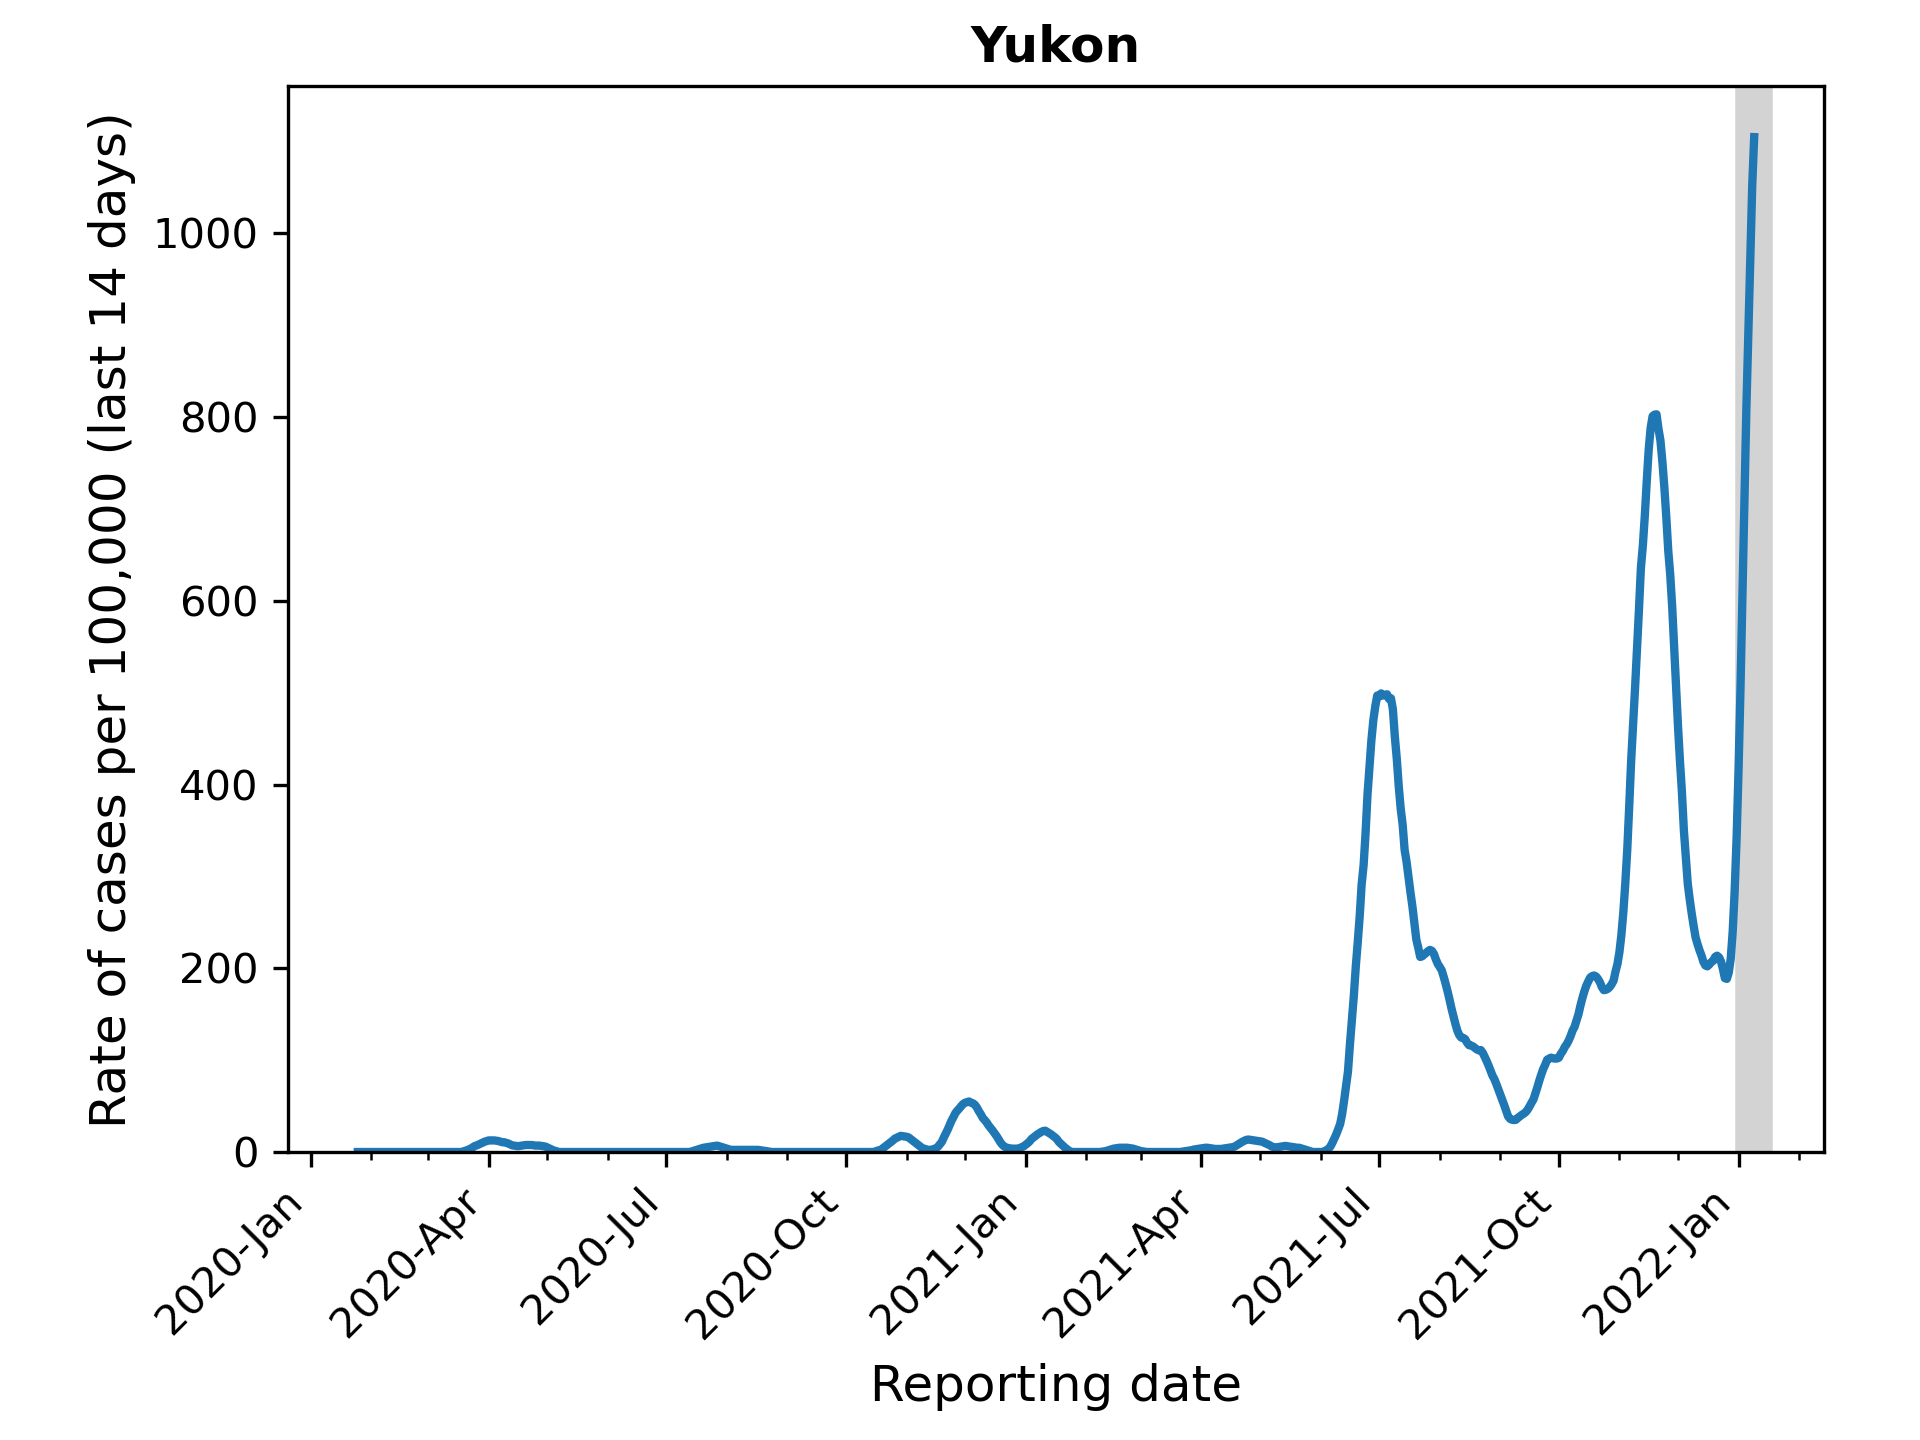 Yukon
Rate of cases per 100,000 (last 14 days)
1000
800
600
400
200
0
2020-Jan
2020-Apr
2020-Jul
2020-Oct
2021-Jan
2021-Apr
2021-Jul
2021-Oct
2022-Jan
Reporting date